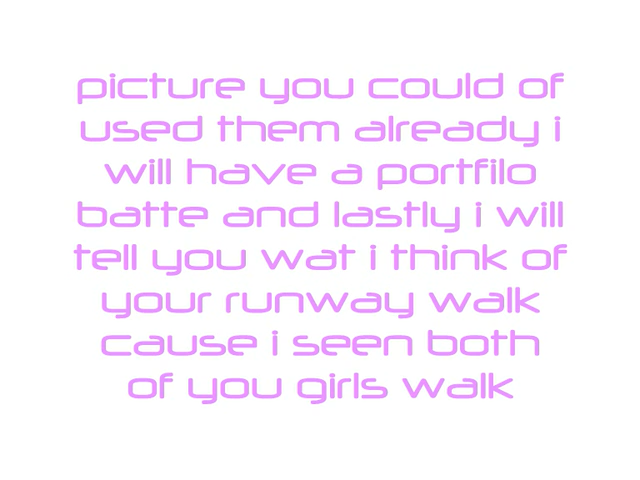 picture you could of
used them already i
will have a portfilo
batte and lastly i will
tell you wat i think of
your runway walk
cause i seen both
of you girls walk